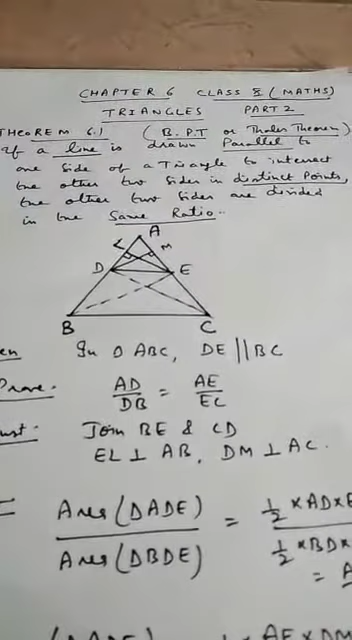 CHAPTER 6 CLASS X (MATHS)
TRIANGLES PART 2
THEOREM 6.1 (B.P.T or Thales Theorem)
If a line is drawn Parallel to
one side of a Triangle to intersect
the other two sides in distinct Points,
the other two sides are divided
in the Same Ratio.
A
L M
D E
B C
en In Δ ABC, DE || BC
Prove. AD/DB = AE/EC
ust. Join BE & CD
EL ⊥ AB, DM ⊥ AC.
Area (ΔADE) / Area (ΔBDE) = ½ × AD × E / ½ × BD ×
= A